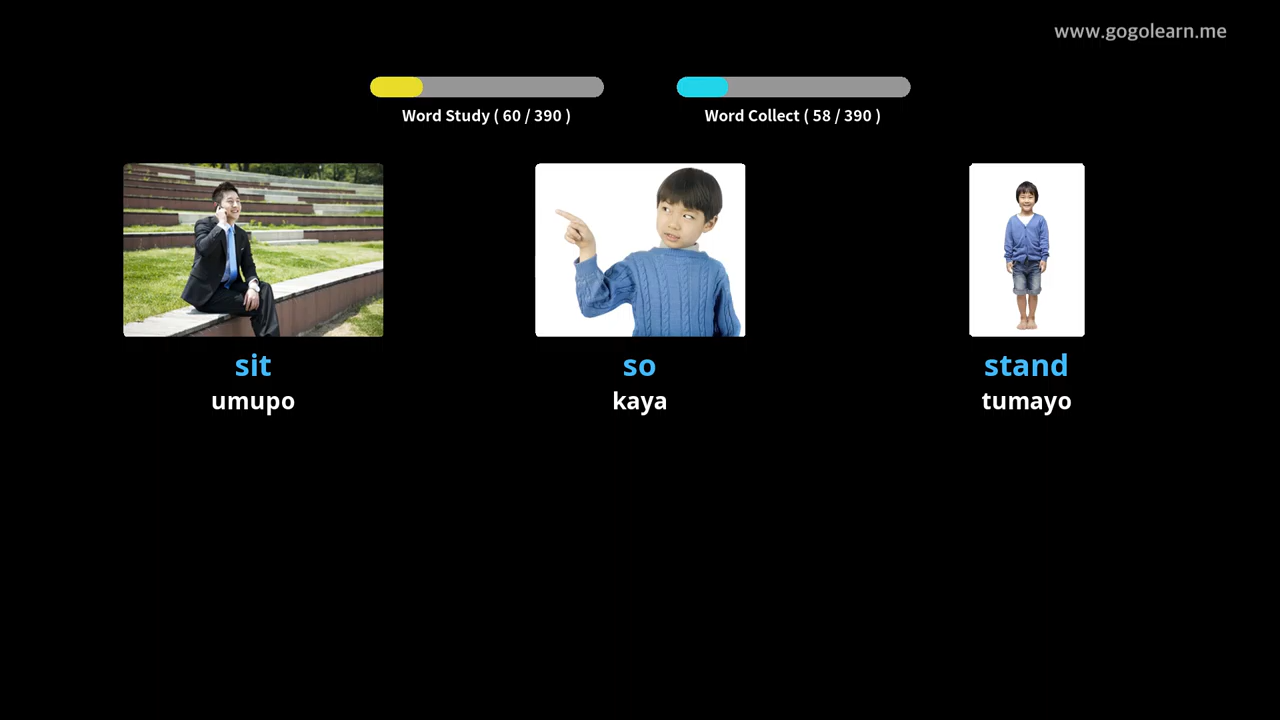 www.gogolearn.me
Word Study ( 60 / 390 )
Word Collect ( 58 / 390 )
sit
umupo
so
kaya
stand
tumayo